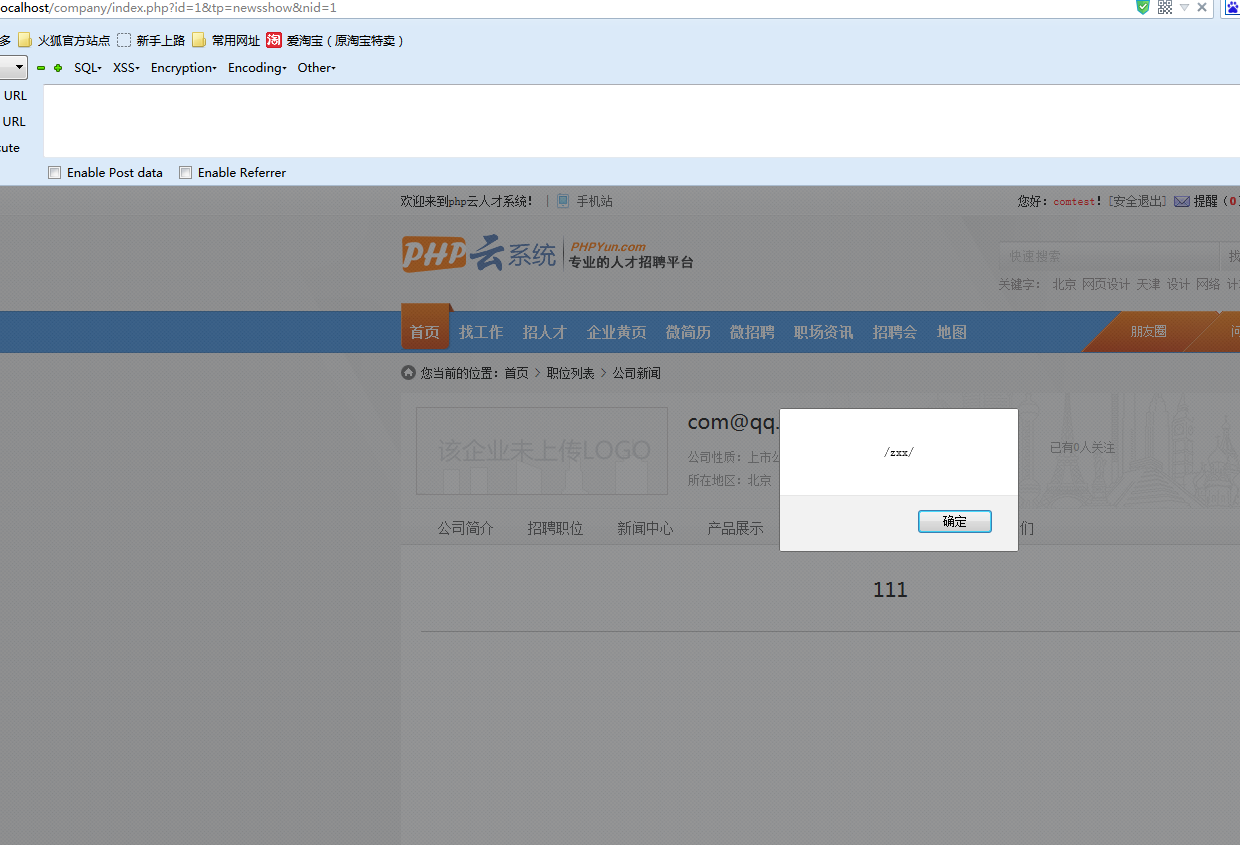 ocalhost/company/index.php?id=1&tp=newsshow&nid=1
多 火狐官方站点 新手上路 常用网址 淘 爱淘宝（原淘宝特卖）
SQL XSS Encryption Encoding Other
URL
URL
cute
Enable Post data Enable Referrer
欢迎来到php云人才系统！ | 手机站 您好：comtest！[安全退出] 提醒（0）
PHP云系统 PHPYun.com
专业的人才招聘平台
快速搜索 找
关键字： 北京 网页设计 天津 设计 网络 计
首页 找工作 招人才 企业黄页 微简历 微招聘 职场资讯 招聘会 地图 朋友圈 问
您当前的位置：首页 > 职位列表 > 公司新闻
该企业未上传LOGO
com@qq.
公司性质：上市公
所在地区：北京
已有0人关注
/zxx/
确定
公司简介 招聘职位 新闻中心 产品展示 们
111